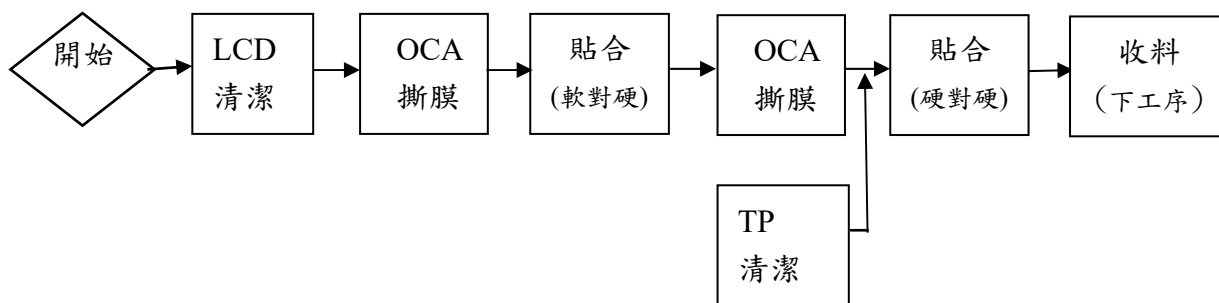 開始
LCD
清潔
OCA
撕膜
貼合
(軟對硬)
OCA
撕膜
貼合
(硬對硬)
收料
（下工序）
TP
清潔